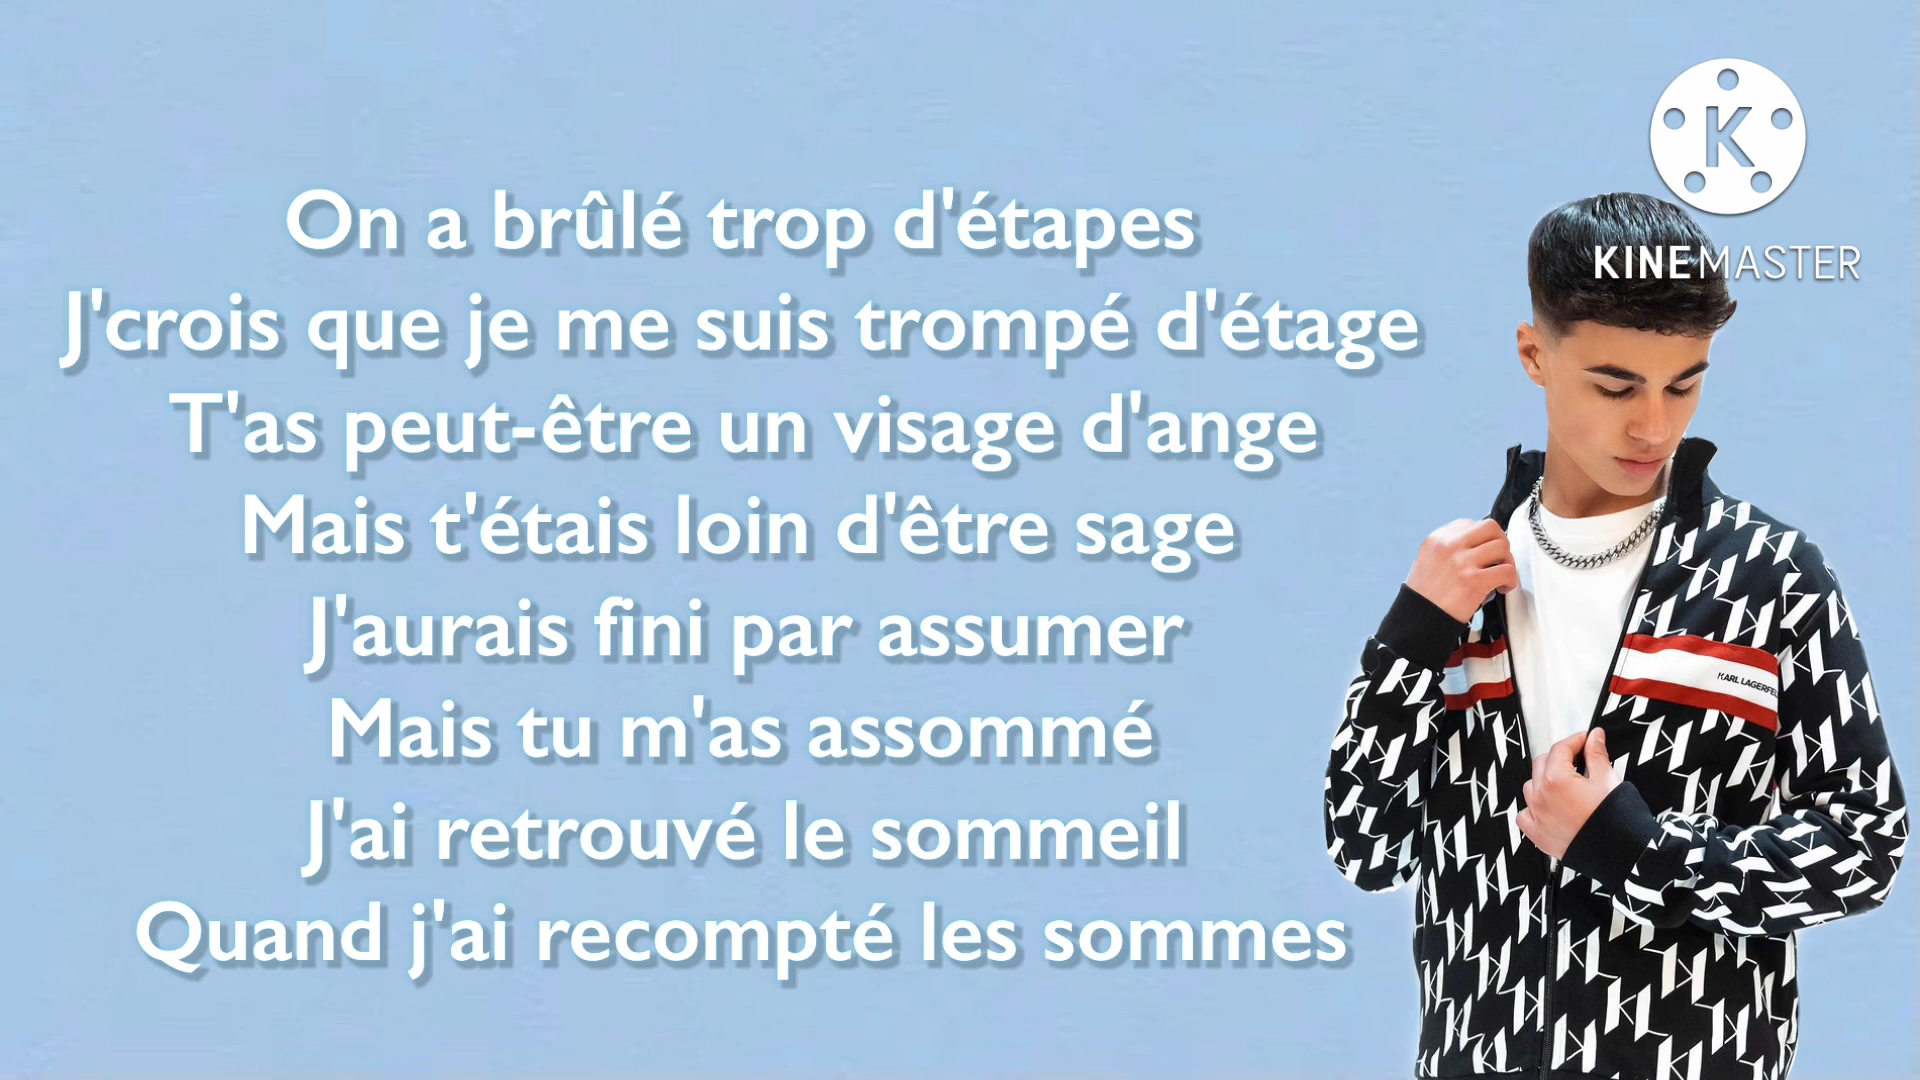 On a brûlé trop d'étapes
J'crois que je me suis trompé d'étage
T'as peut-être un visage d'ange
Mais t'étais loin d'être sage
J'aurais fini par assumer
Mais tu m'as assommé
J'ai retrouvé le sommeil
Quand j'ai recompté les sommes
K
KINEMASTER
KARL LAGERFEL